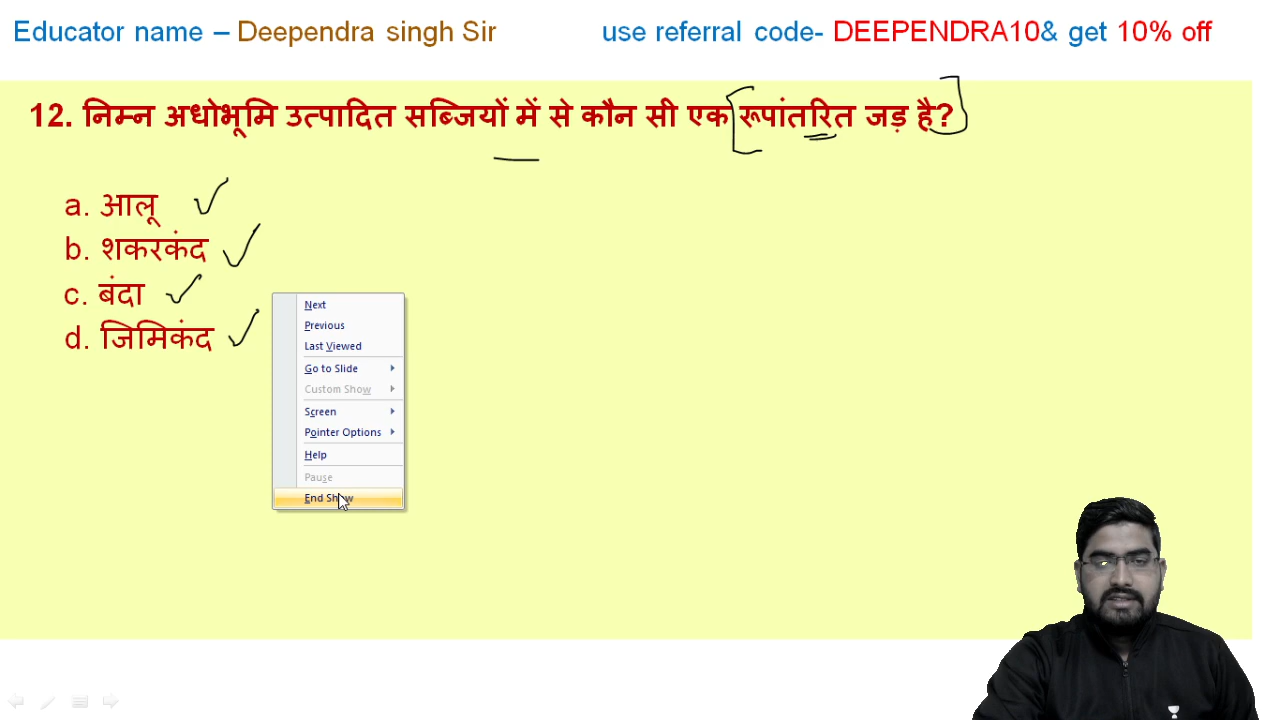 Educator name – Deependra singh Sir use referral code- DEEPENDRA10& get 10% off
12. निम्न अधोभूमि उत्पादित सब्जियों में से कौन सी एक रूपांतरित जड़ है?
a. आलू
b. शकरकंद
c. बंदा
d. जिमिकंद
Next
Previous
Last Viewed
Go to Slide
Custom Show
Screen
Pointer Options
Help
Pause
End Show